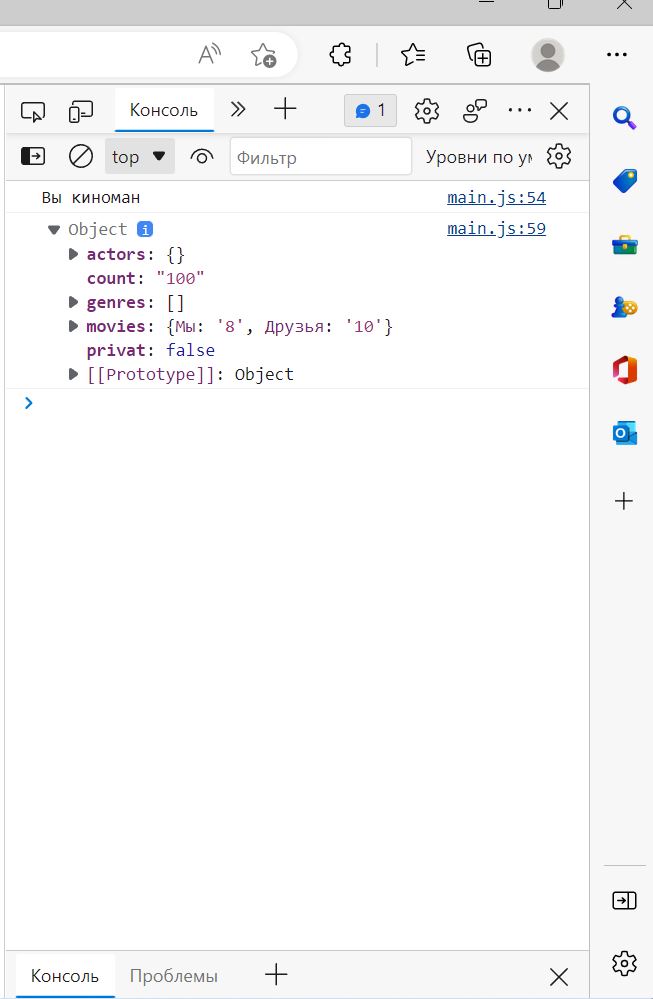 Консоль
1
top
Фильтр
Уровни по ум
Вы киноман main.js:54
Object i main.js:59
actors: {}
count: "100"
genres: []
movies: {Мы: '8', Друзья: '10'}
privat: false
[[Prototype]]: Object
Консоль Проблемы